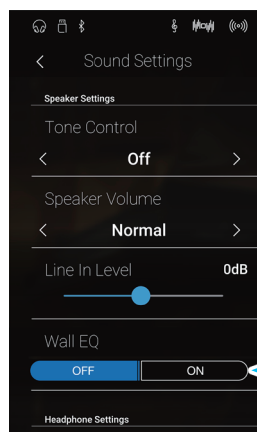 Sound Settings
Speaker Settings
Tone Control
Off
Speaker Volume
Normal
Line In Level 0dB
Wall EQ
OFF ON
Headphone Settings